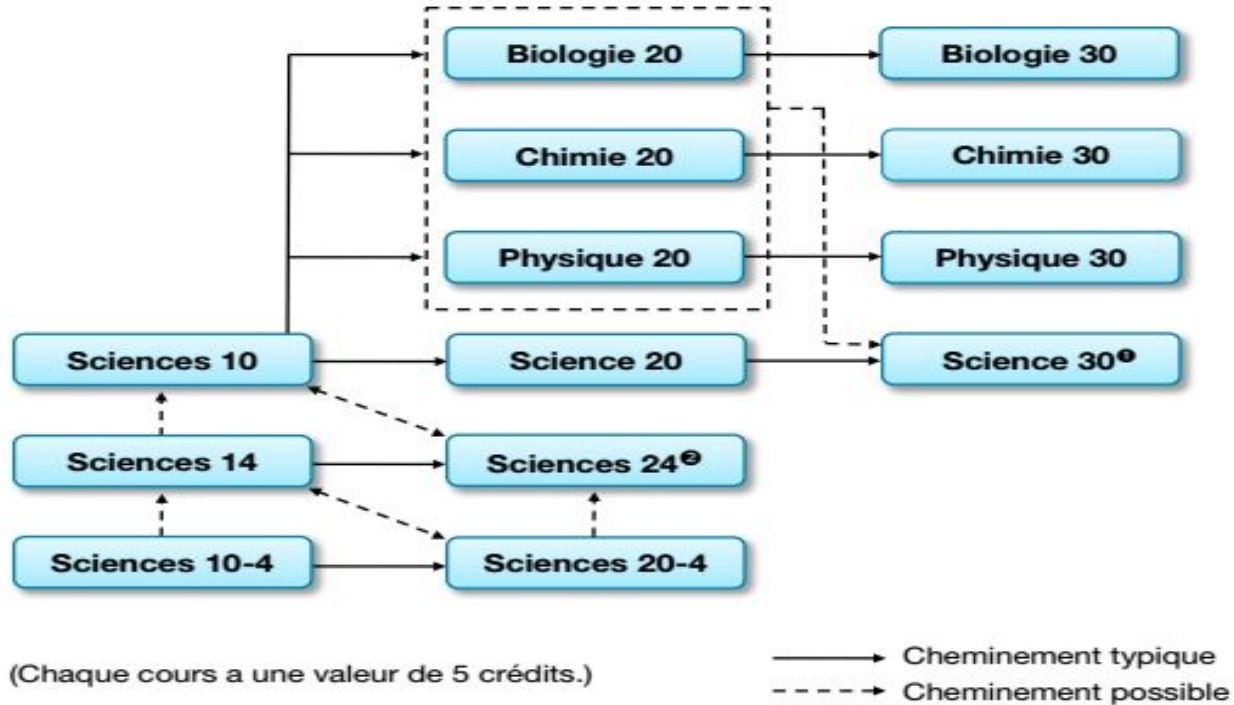 Biologie 20
Biologie 30
Chimie 20
Chimie 30
Physique 20
Physique 30
Sciences 10
Science 20
Science 30❶
Sciences 14
Sciences 24❷
Sciences 10-4
Sciences 20-4
(Chaque cours a une valeur de 5 crédits.)
Cheminement typique
Cheminement possible